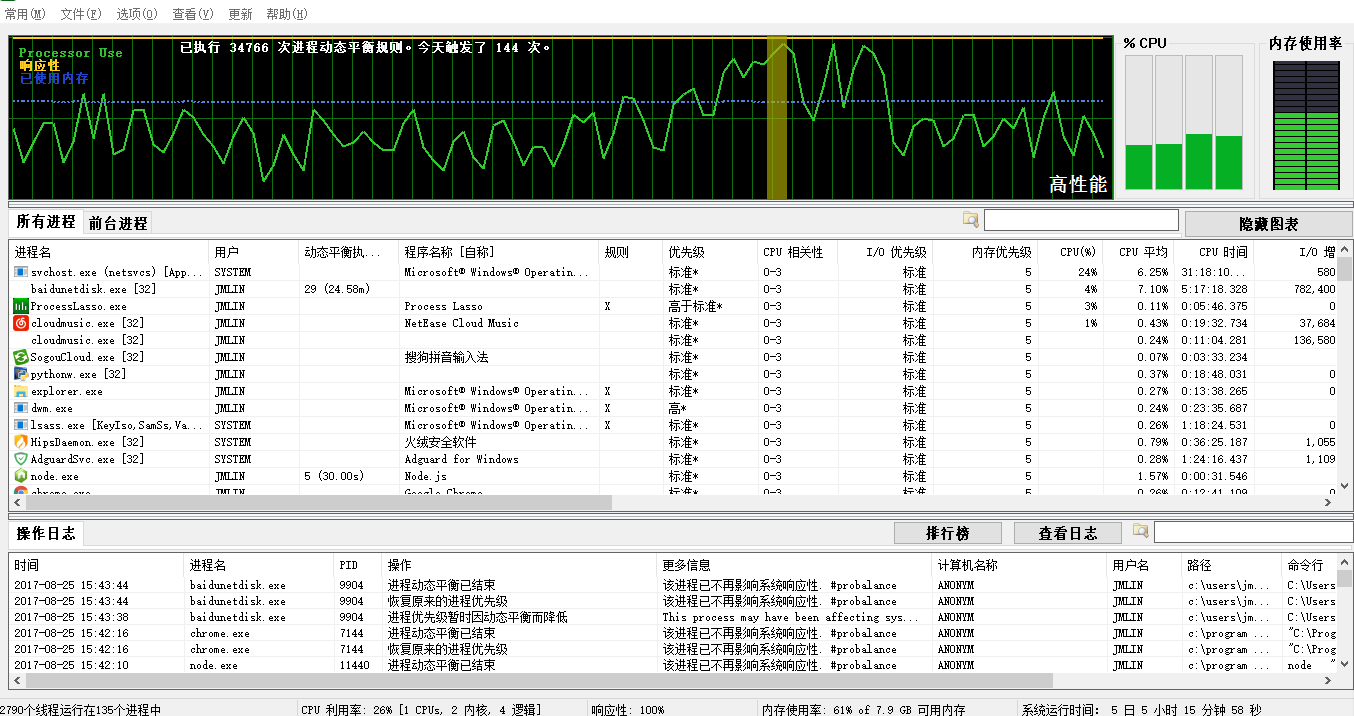 常用(M) 文件(F) 选项(O) 查看(V) 更新 帮助(H)
Processor Use
响应性
已使用内存
已执行 34766 次进程动态平衡规则。今天触发了 144 次。
高性能
% CPU
内存使用率
所有进程 前台进程 隐藏图表
进程名 用户 动态平衡执... 程序名称 [自称] 规则 优先级 CPU 相关性 I/O 优先级 内存优先级 CPU(%) CPU 平均 CPU 时间 I/O 增
svchost.exe (netsvcs) [App... SYSTEM Microsoft® Windows® Operatin... 标准* 0-3 标准 5 24% 6.25% 31:18:10... 580
baidunetdisk.exe [32] JMLIN 29 (24.58m) 标准* 0-3 标准 5 4% 7.10% 5:17:18.328 782,400
ProcessLasso.exe JMLIN Process Lasso X 高于标准* 0-3 标准 5 3% 0.11% 0:05:46.375 0
cloudmusic.exe [32] JMLIN NetEase Cloud Music 标准* 0-3 标准 5 1% 0.43% 0:19:32.734 37,684
cloudmusic.exe [32] JMLIN 标准* 0-3 标准 5 0.24% 0:11:04.281 136,580
SogouCloud.exe [32] JMLIN 搜狗拼音输入法 标准* 0-3 标准 5 0.07% 0:03:33.234
pythonw.exe [32] JMLIN 标准* 0-3 标准 5 0.37% 0:18:48.031 0
explorer.exe JMLIN Microsoft® Windows® Operatin... X 标准* 0-3 标准 5 0.27% 0:13:38.265 0
dwm.exe JMLIN Microsoft® Windows® Operatin... X 高* 0-3 标准 5 0.24% 0:23:35.687
lsass.exe [KeyIso,SamSs,Va... SYSTEM Microsoft® Windows® Operatin... X 标准* 0-3 标准 5 0.26% 1:18:24.531 0
HipsDaemon.exe [32] SYSTEM 火绒安全软件 标准* 0-3 标准 5 0.79% 0:36:25.187 1,055
AdguardSvc.exe [32] SYSTEM Adguard for Windows 标准* 0-3 标准 5 0.28% 1:24:16.437 1,109
node.exe JMLIN 5 (30.00s) Node.js 标准* 0-3 标准 5 1.57% 0:00:31.546
chrome.exe JMLIN Google Chrome 标准* 0-3 标准 5 0.26% 0:12:41.109 0
操作日志 排行榜 查看日志
时间 进程名 PID 操作 更多信息 计算机名称 用户名 路径 命令行
2017-08-25 15:43:44 baidunetdisk.exe 9904 进程动态平衡已结束 该进程已不再影响系统响应性. #probalance ANONYM JMLIN c:\users\jm... C:\Users
2017-08-25 15:43:44 baidunetdisk.exe 9904 恢复原来的进程优先级 该进程已不再影响系统响应性. #probalance ANONYM JMLIN c:\users\jm... C:\Users
2017-08-25 15:43:38 baidunetdisk.exe 9904 进程优先级暂时因动态平衡而降低 This process may have been affecting sys... ANONYM JMLIN c:\users\jm... C:\Users
2017-08-25 15:42:16 chrome.exe 7144 进程动态平衡已结束 该进程已不再影响系统响应性. #probalance ANONYM JMLIN c:\program ... "C:\Prog
2017-08-25 15:42:16 chrome.exe 7144 恢复原来的进程优先级 该进程已不再影响系统响应性. #probalance ANONYM JMLIN c:\program ... "C:\Prog
2017-08-25 15:42:10 node.exe 11440 进程动态平衡已结束 该进程已不再影响系统响应性. #probalance ANONYM JMLIN c:\program ... node "
2790个线程运行在135个进程中 CPU 利用率: 26% [1 CPUs, 2 内核, 4 逻辑] 响应性: 100% 内存使用率: 61% of 7.9 GB 可用内存 系统运行时间: 5 日 5 小时 15 分钟 58 秒